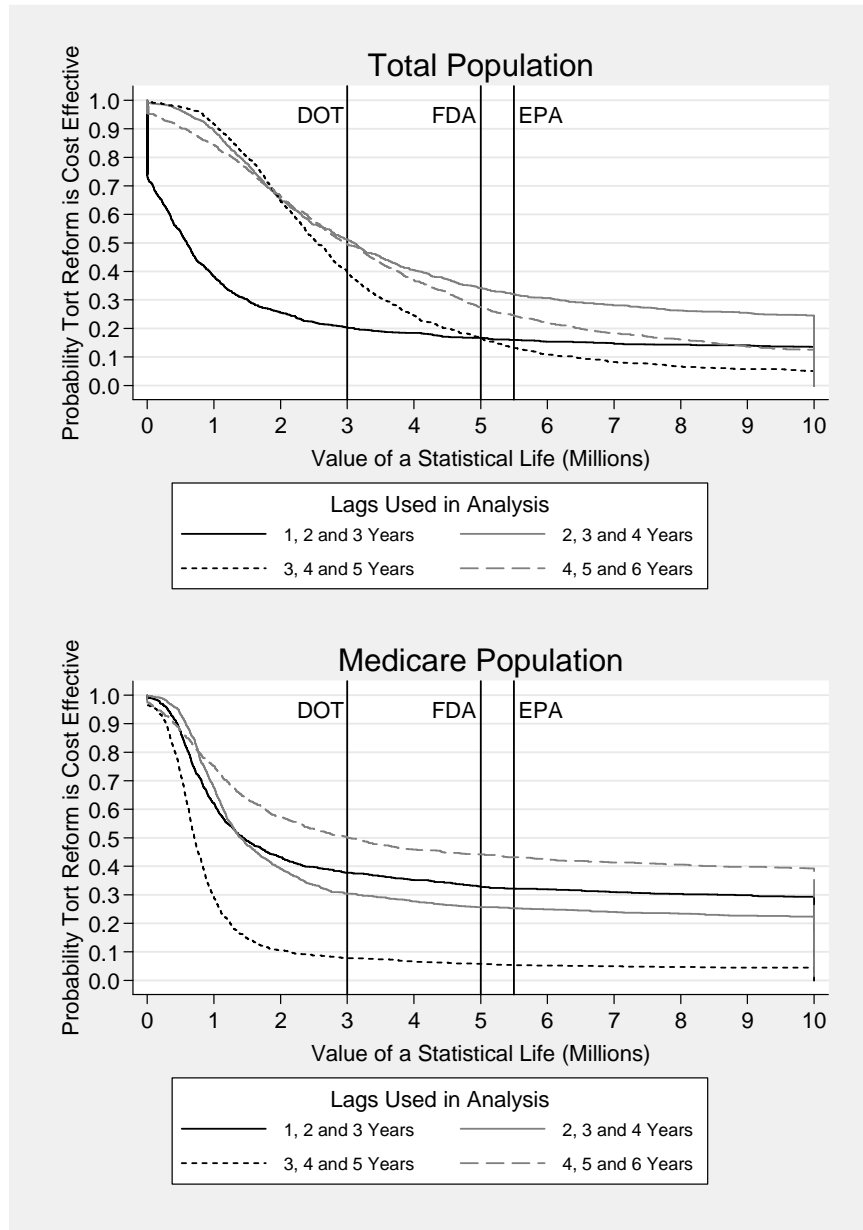 Total Population
Probability Tort Reform is Cost Effective
1.0
0.9
0.8
0.7
0.6
0.5
0.4
0.3
0.2
0.1
0.0
DOT FDA EPA
0 1 2 3 4 5 6 7 8 9 10
Value of a Statistical Life (Millions)
Lags Used in Analysis
1, 2 and 3 Years 2, 3 and 4 Years
3, 4 and 5 Years 4, 5 and 6 Years
Medicare Population
Probability Tort Reform is Cost Effective
1.0
0.9
0.8
0.7
0.6
0.5
0.4
0.3
0.2
0.1
0.0
DOT FDA EPA
0 1 2 3 4 5 6 7 8 9 10
Value of a Statistical Life (Millions)
Lags Used in Analysis
1, 2 and 3 Years 2, 3 and 4 Years
3, 4 and 5 Years 4, 5 and 6 Years